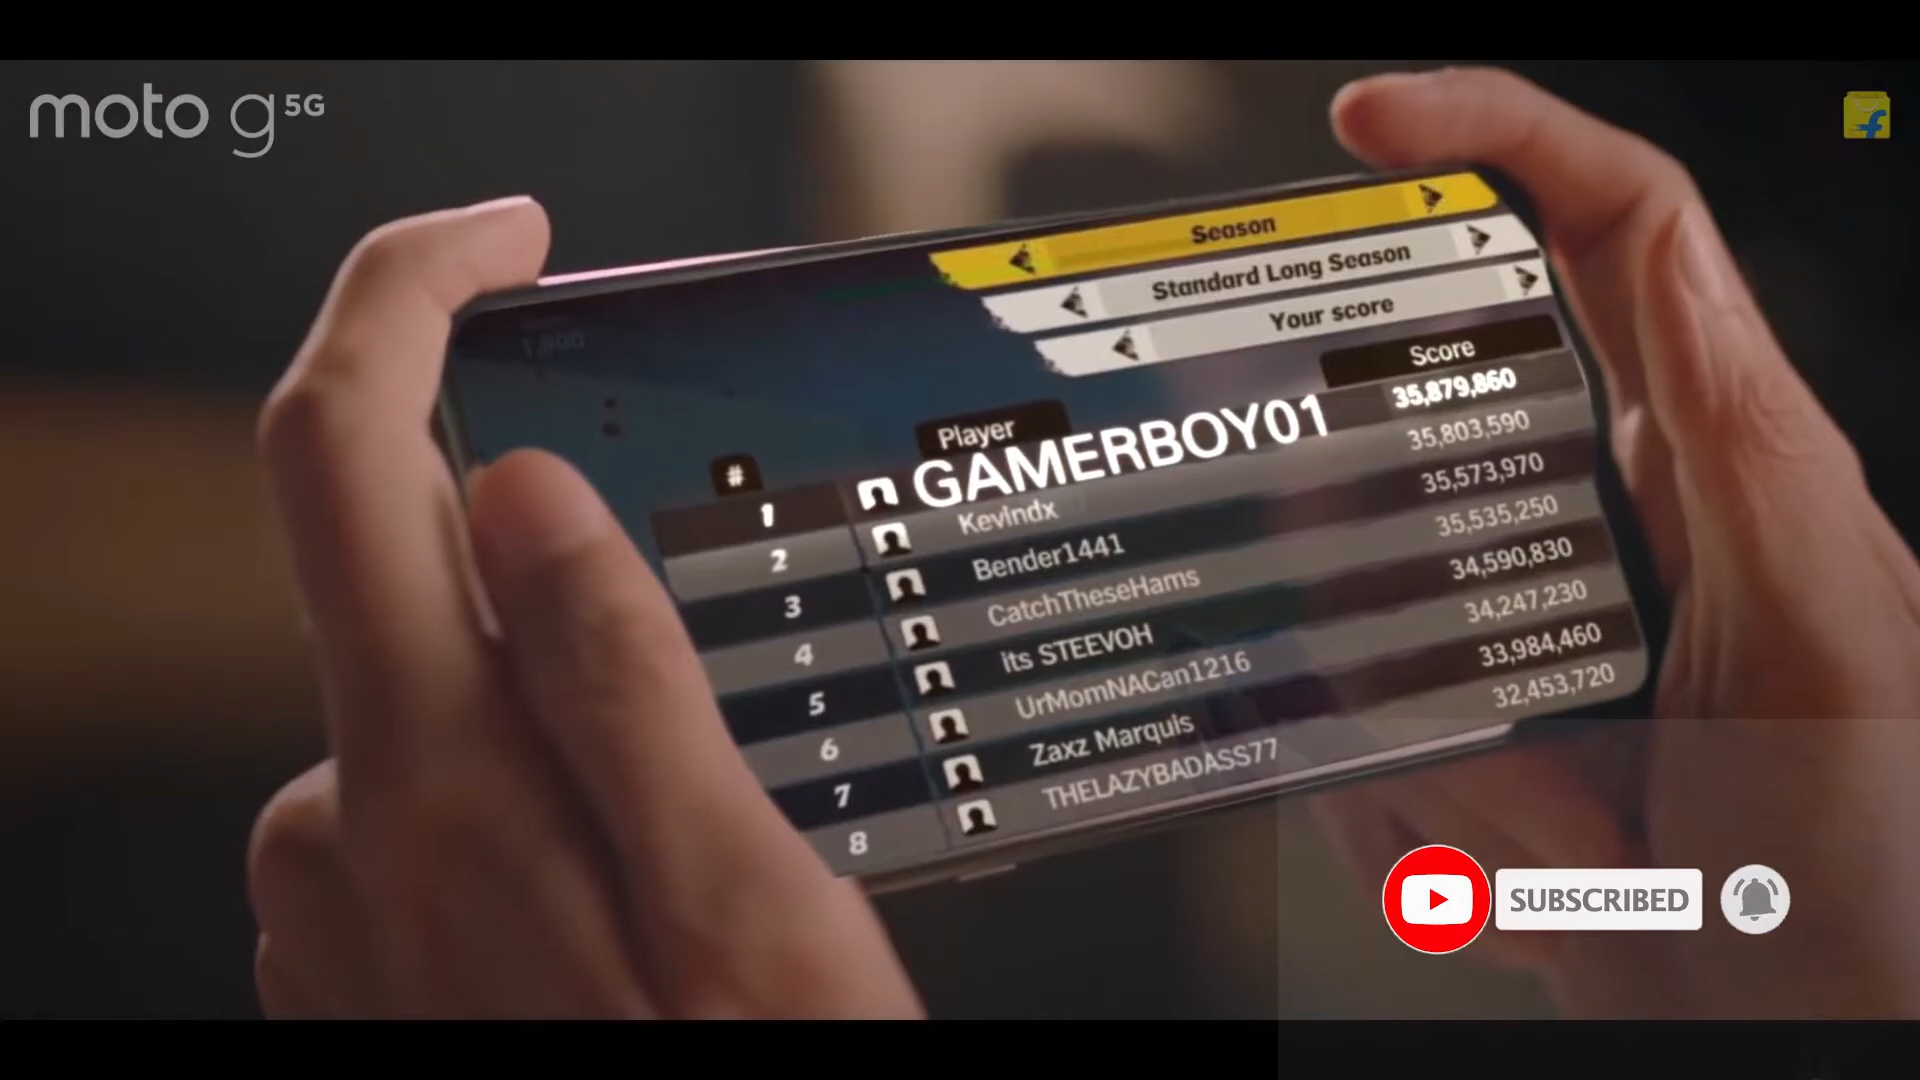 moto g 5G
Season
Standard Long Season
Your score
# Player Score
1 GAMERBOY01 35,879,860
2 KevIndx 35,803,590
3 Bender1441 35,573,970
4 CatchTheseHams 35,535,250
5 its STEEVOH 34,590,830
6 UrMomNACan1216 34,247,230
7 Zaxz MarquIs 33,984,460
8 THELAZYBADASS77 32,453,720
SUBSCRIBED